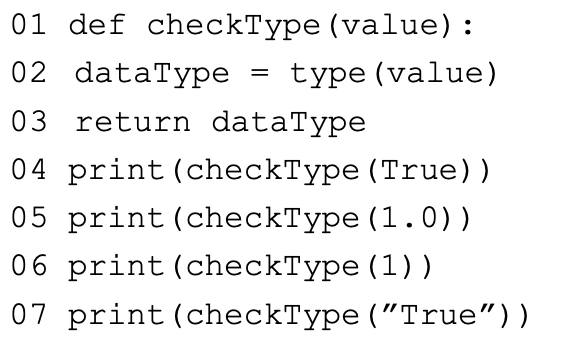 01 def checkType(value):
02 dataType = type(value)
03 return dataType
04 print(checkType(True))
05 print(checkType(1.0))
06 print(checkType(1))
07 print(checkType(″True″))